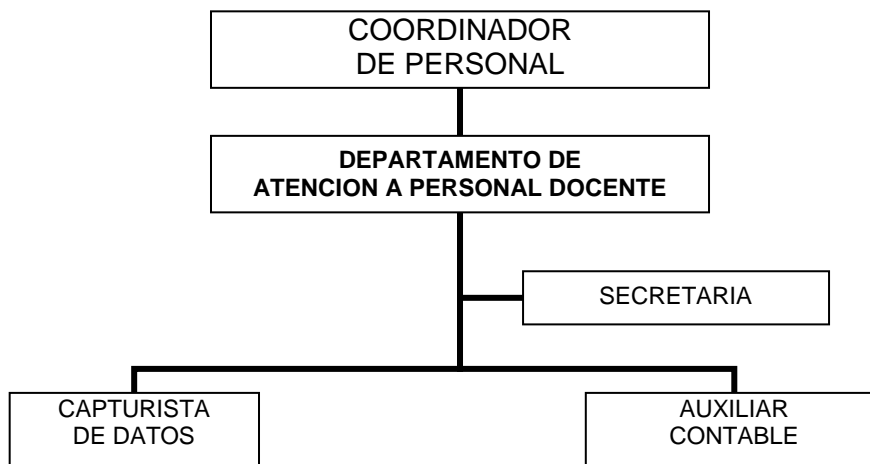 COORDINADOR
DE PERSONAL
DEPARTAMENTO DE
ATENCION A PERSONAL DOCENTE
SECRETARIA
CAPTURISTA
DE DATOS
AUXILIAR
CONTABLE